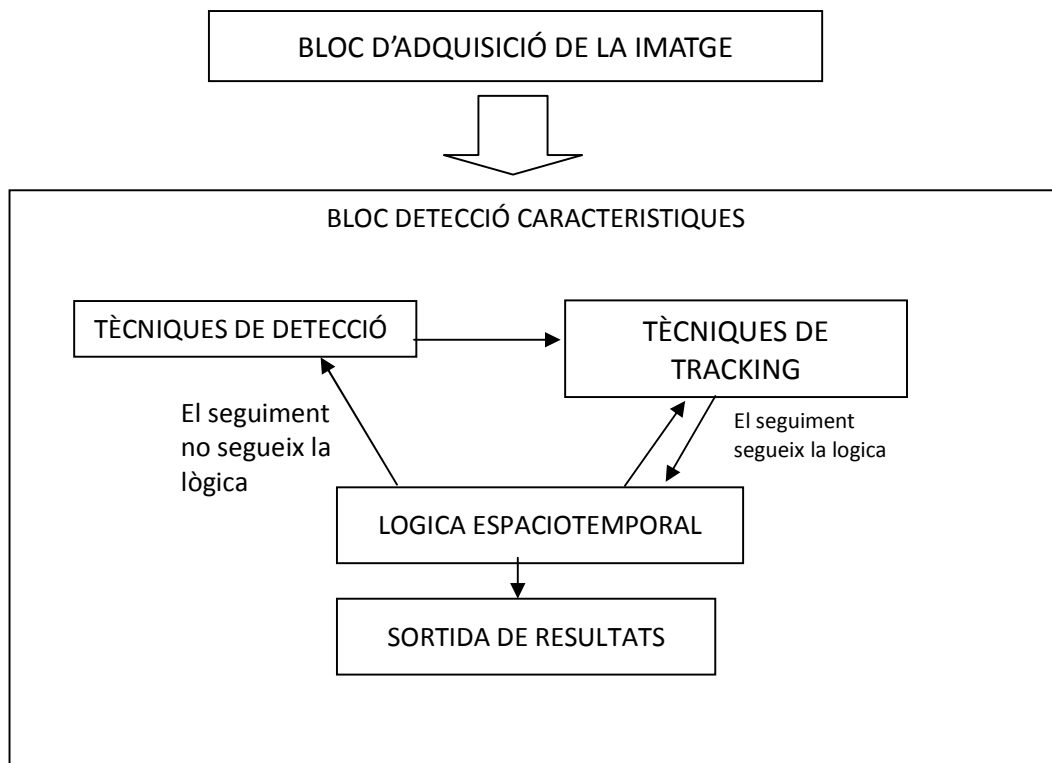 BLOC D’ADQUISICIÓ DE LA IMATGE
BLOC DETECCIÓ CARACTERISTIQUES
TÈCNIQUES DE DETECCIÓ
TÈCNIQUES DE
TRACKING
El seguiment
no segueix la
lògica
El seguiment
segueix la logica
LOGICA ESPACIOTEMPORAL
SORTIDA DE RESULTATS